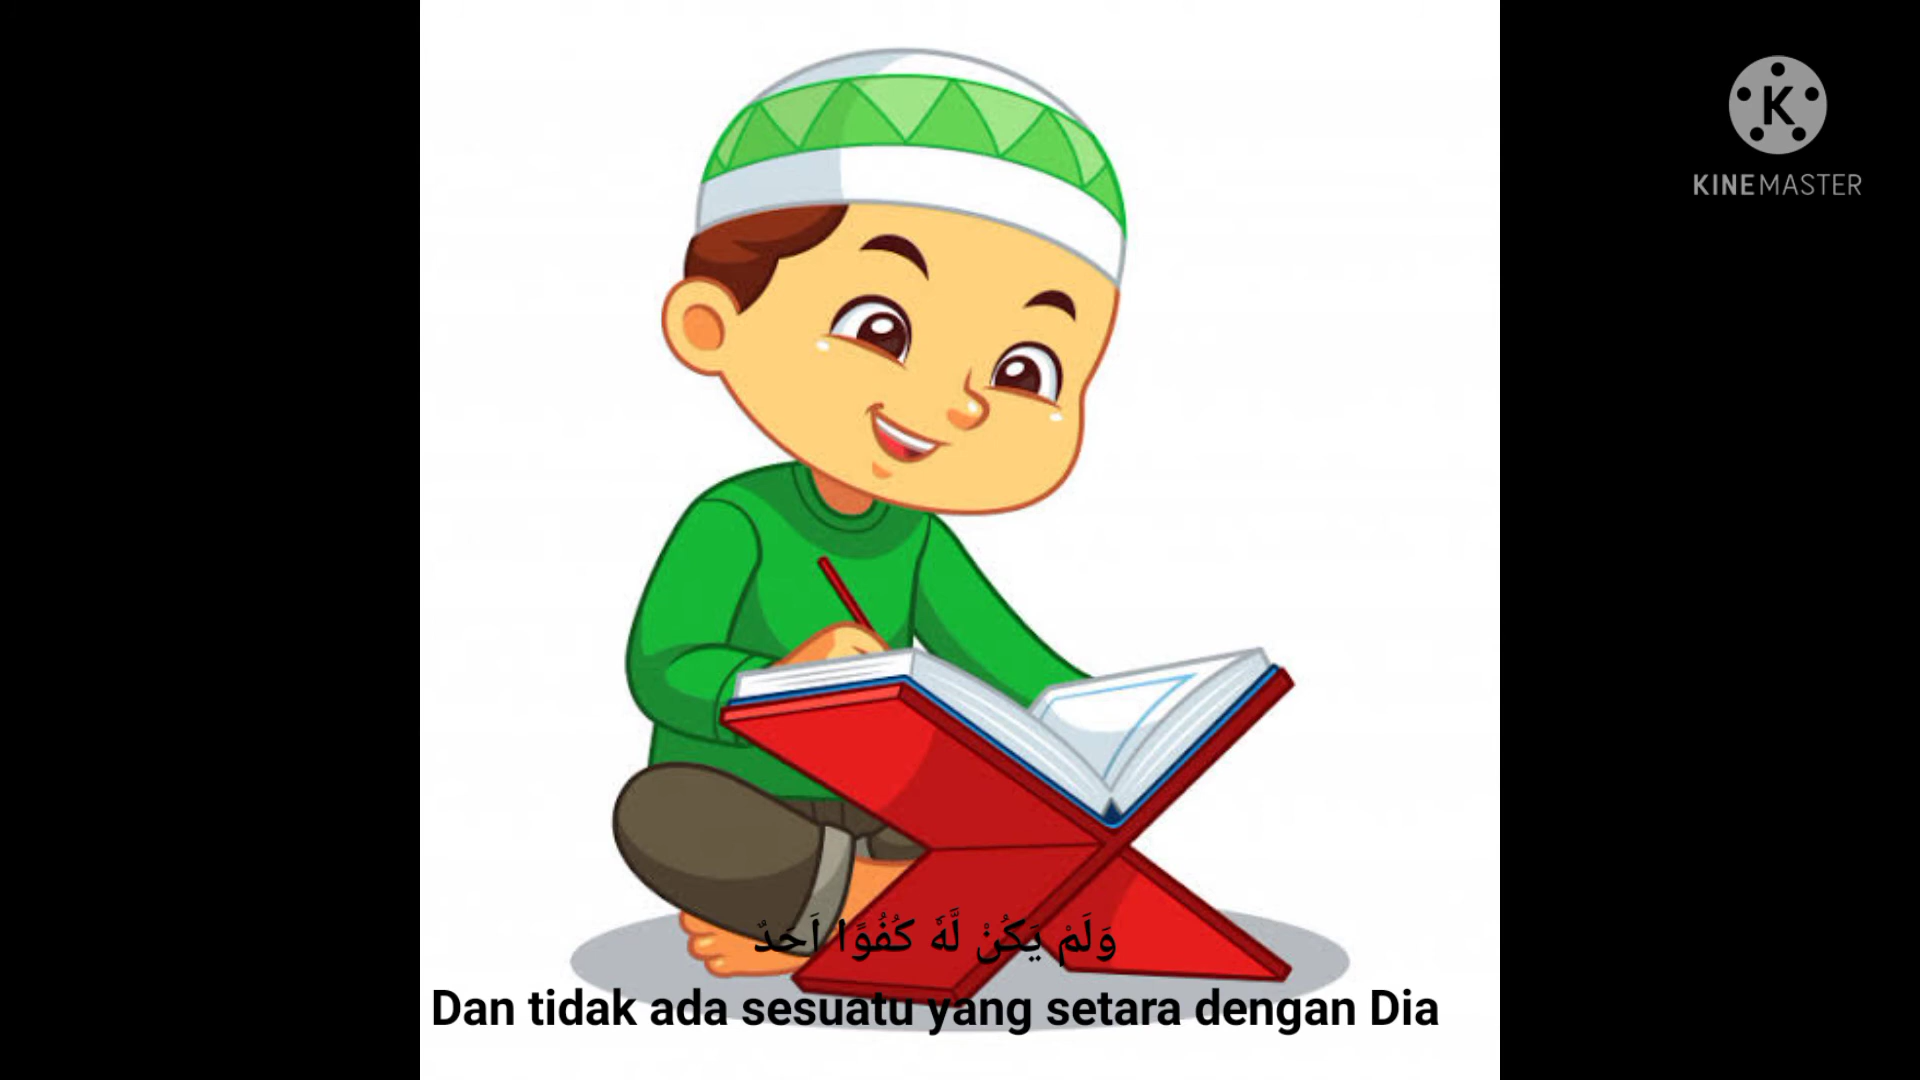 K
KINEMASTER
وَلَمْ يَكُنْ لَّهٗ كُفُوًا اَحَدٌ
Dan tidak ada sesuatu yang setara dengan Dia